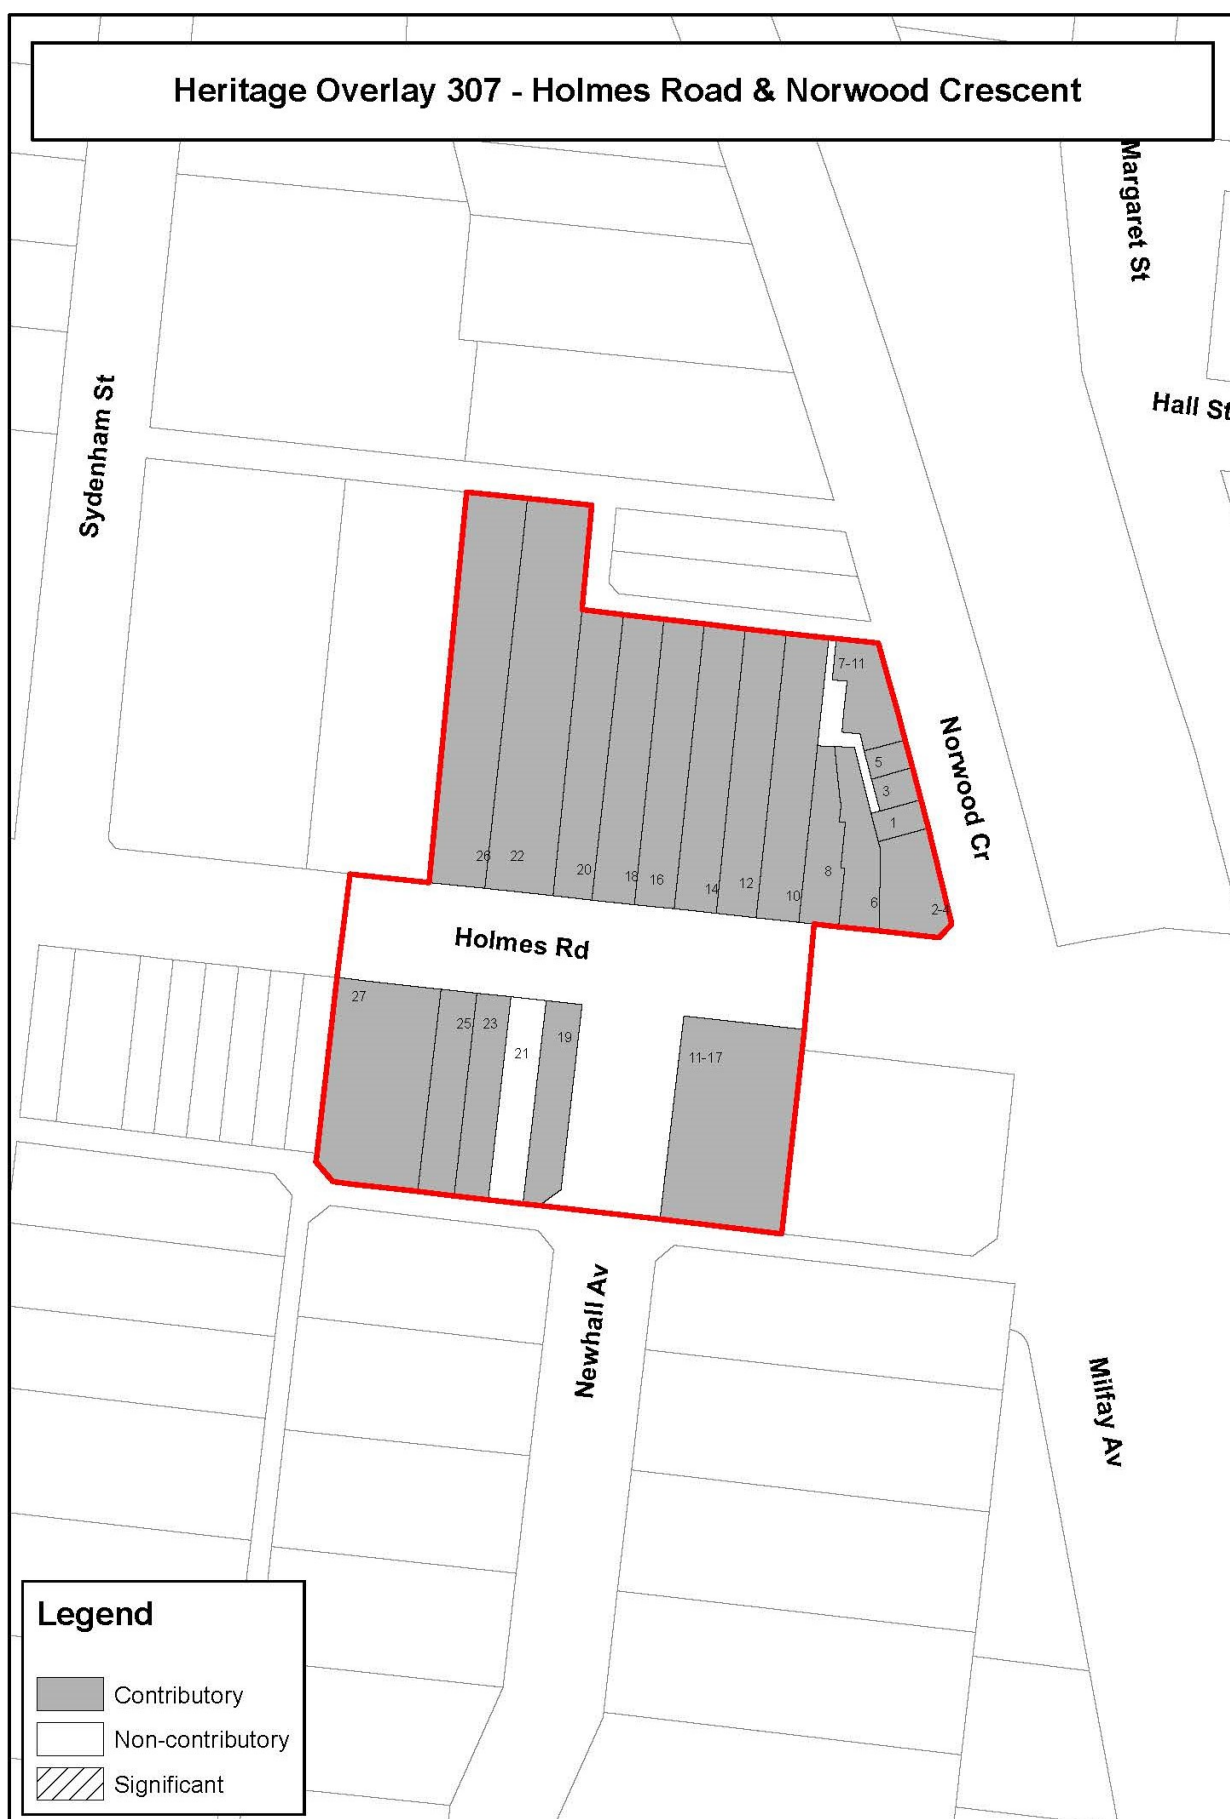 Heritage Overlay 307 - Holmes Road & Norwood Crescent
Margaret St
Hall St
Sydenham St
7-11
5
3
1
Norwood Cr
26
22
20
18
16
14
12
10
8
6
2-4
Holmes Rd
27
25
23
21
19
11-17
Newhall Av
Milfay Av
Legend
Contributory
Non-contributory
Significant